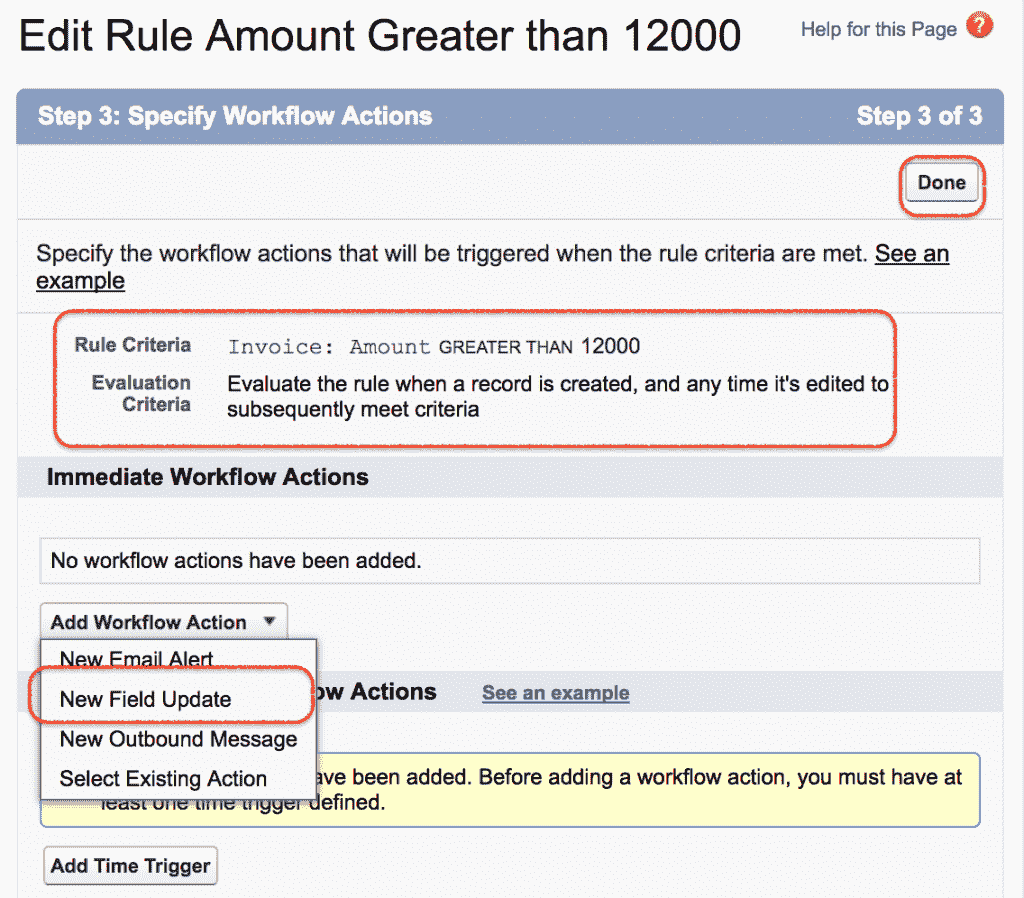 Edit Rule Amount Greater than 12000
Help for this Page ?
Step 3: Specify Workflow Actions
Step 3 of 3
Done
Specify the workflow actions that will be triggered when the rule criteria are met. See an
example
Rule Criteria
Invoice: Amount GREATER THAN 12000
Evaluation
Criteria
Evaluate the rule when a record is created, and any time it's edited to
subsequently meet criteria
Immediate Workflow Actions
No workflow actions have been added.
Add Workflow Action
New Email Alert
New Field Update
New Outbound Message
Select Existing Action
Actions
See an example
been added. Before adding a workflow action, you must have at
least one time trigger defined.
Add Time Trigger